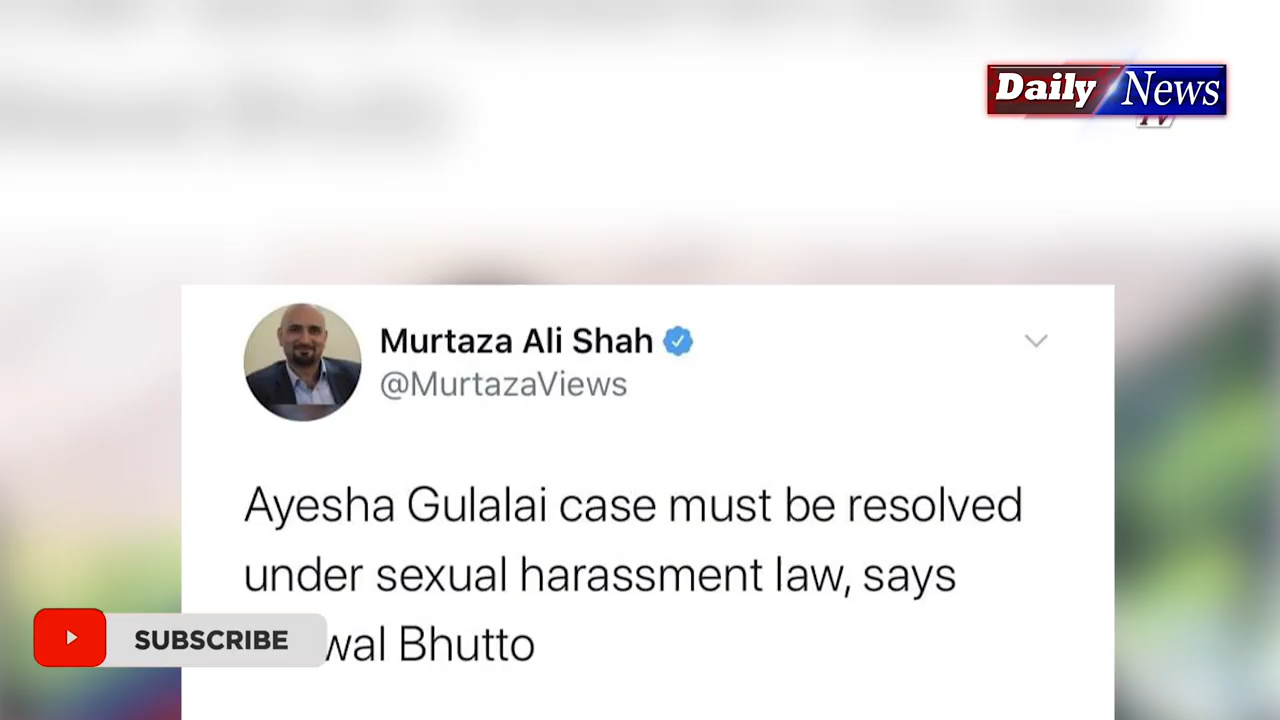 Daily News
TV
Murtaza Ali Shah
@MurtazaViews
Ayesha Gulalai case must be resolved
under sexual harassment law, says
wal Bhutto
SUBSCRIBE